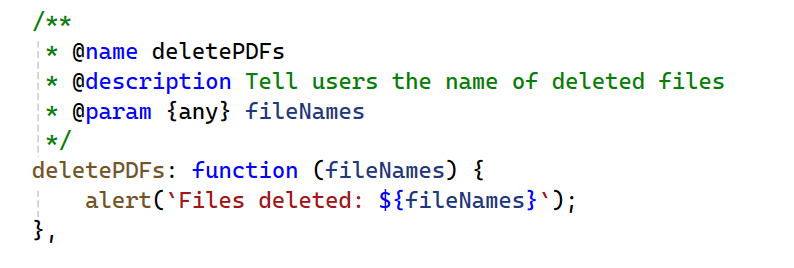 /**
 * @name deletePDFs
 * @description Tell users the name of deleted files
 * @param {any} fileNames
 */
deletePDFs: function (fileNames) {
    alert(`Files deleted: ${fileNames}`);
},